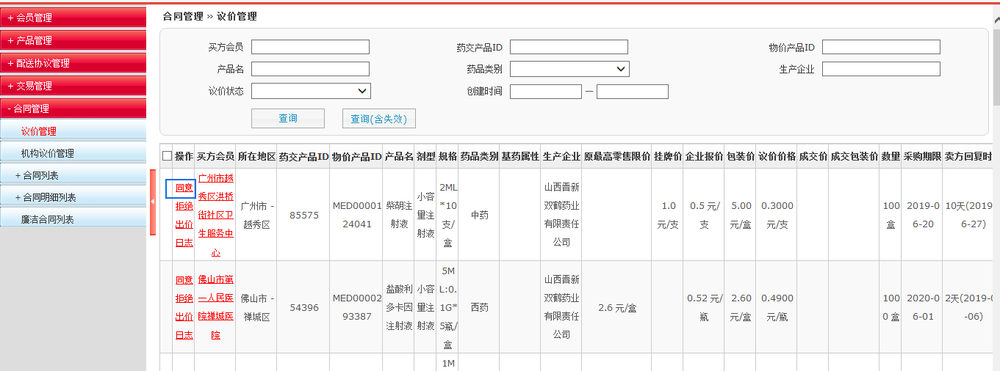 + 会员管理
+ 产品管理
+ 配送协议管理
+ 交易管理
- 合同管理
议价管理
机构议价管理
+ 合同列表
+ 合同明细列表
廉洁合同列表
合同管理 » 议价管理
买方会员 药交产品ID 物价产品ID
产品名 药品类别 生产企业
议价状态 创建时间 —
查询 查询(含失效)
操作 买方会员 所在地区 药交产品ID 物价产品ID 产品名 剂型 规格 药品类别 基药属性 生产企业 原最高零售限价 挂牌价 企业报价 包装价 议价价格 成交价 成交包装价 数量 采购期限 卖方回复时
同意
拒绝
出价
日志
广州市越
秀区洪桥
街社区卫
生服务中
心
广州市 -
越秀区
85575
MED00001
24041
柴胡注
射液
小容
量注
射液
2ML
*10
支/
盒
中药
山西晋新
双鹤药业
有限责任
公司
1.0
元/支
0.5 元/
支
5.00
元/盒
0.3000
元/支
100
盒
2019-0
6-20
10天(2019
6-27)
同意
拒绝
出价
日志
佛山市第
一人民医
院禅城医
院
佛山市 -
禅城区
54396
MED00002
93387
盐酸利
多卡因
注射液
小容
量注
射液
5M
L:0.
1G*
5瓶/
盒
西药
山西晋新
双鹤药业
有限责任
公司
2.6 元/盒
0.52 元/
瓶
2.60
元/盒
0.4900
元/瓶
100
0 盒
2020-0
6-01
2天(2019-0
-06)
1M